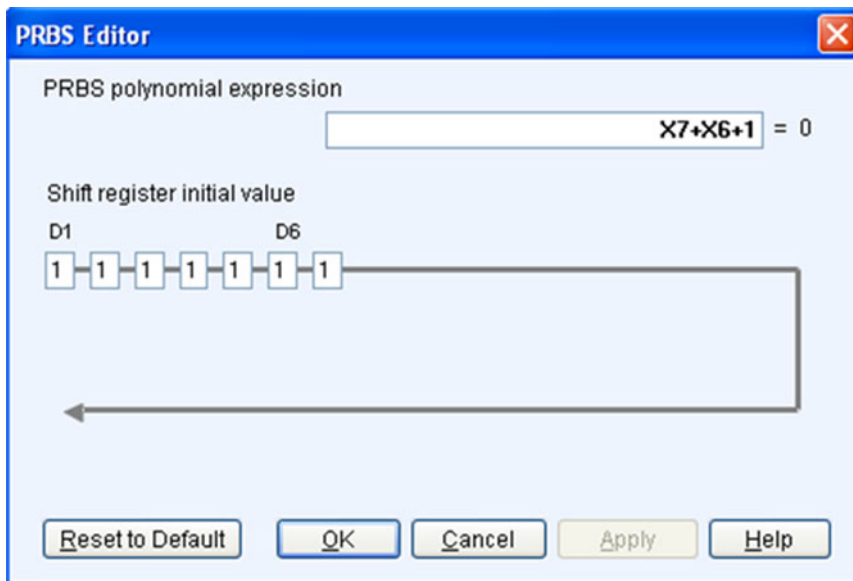 PRBS Editor
PRBS polynomial expression
X7+X6+1 = 0
Shift register initial value
D1 D6
1 1 1 1 1 1 1
Reset to Default OK Cancel Apply Help